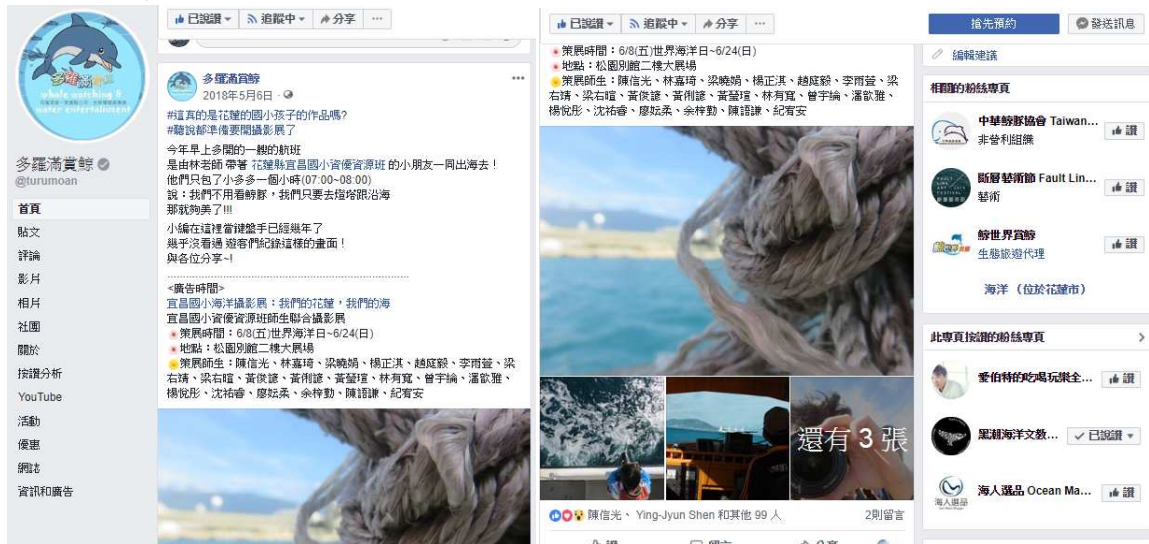 多羅滿賞鯨
whale watching &
water entertainment
多羅滿賞鯨
@turumoan
首頁
貼文
評論
影片
相片
社團
關於
按讚分析
YouTube
活動
優惠
網誌
資訊和廣告
已說讚 追蹤中 分享 ...
多羅滿賞鯨
2018年5月6日
#這真的是花蓮的國小孩子的作品嗎?
#聽說都準備要開攝影展了
今年早上多開的一艘的航班
是由林老師 帶著 花蓮縣宜昌國小資優資源班 的小朋友一同出海去！
他們只包了小多多一個小時(07:00~08:00)
說：我們不用看鯨豚，我們只要去燈塔跟沿海
那就夠美了!!!
小編在這裡當鍵盤手已經幾年了
幾乎沒看過 遊客們紀錄這樣的畫面！
與各位分享~!
<廣告時間>
宜昌國小海洋攝影展：我們的花蓮，我們的海
宜昌國小資優資源班師生聯合攝影展
策展時間：6/8(五)世界海洋日~6/24(日)
地點：松園別館二樓大展場
策展師生：陳信光、林嘉琦、梁曉娟、楊正淇、趙庭毅、李雨萱、梁
右靖、梁右暄、黃俊諺、黃俐諺、黃瑩瑄、林有寬、曾宇綸、潘歆雅、
楊悅彤、沈祐睿、廖妘柔、余梓勤、陳語謙、紀宥安
已說讚 追蹤中 分享 ...
策展時間：6/8(五)世界海洋日~6/24(日)
地點：松園別館二樓大展場
策展師生：陳信光、林嘉琦、梁曉娟、楊正淇、趙庭毅、李雨萱、梁
右靖、梁右暄、黃俊諺、黃俐諺、黃瑩瑄、林有寬、曾宇綸、潘歆雅、
楊悅彤、沈祐睿、廖妘柔、余梓勤、陳語謙、紀宥安
還有 3 張
陳信光、 Ying-Jyun Shen 和其他 99 人
2則留言
讚 留言 分享
搶先預約
發送訊息
編輯建議
相關的粉絲專頁
中華鯨豚協會 Taiwan...
非營利組織
讚
斷層藝術節 Fault Lin...
藝術
讚
鯨世界賞鯨
生態旅遊代理
讚
海洋 （位於花蓮市）
此專頁按讚的粉絲專頁
愛伯特的吃喝玩樂全...
讚
黑潮海洋文教...
已說讚
海人選品 Ocean Ma...
讚
海人選品